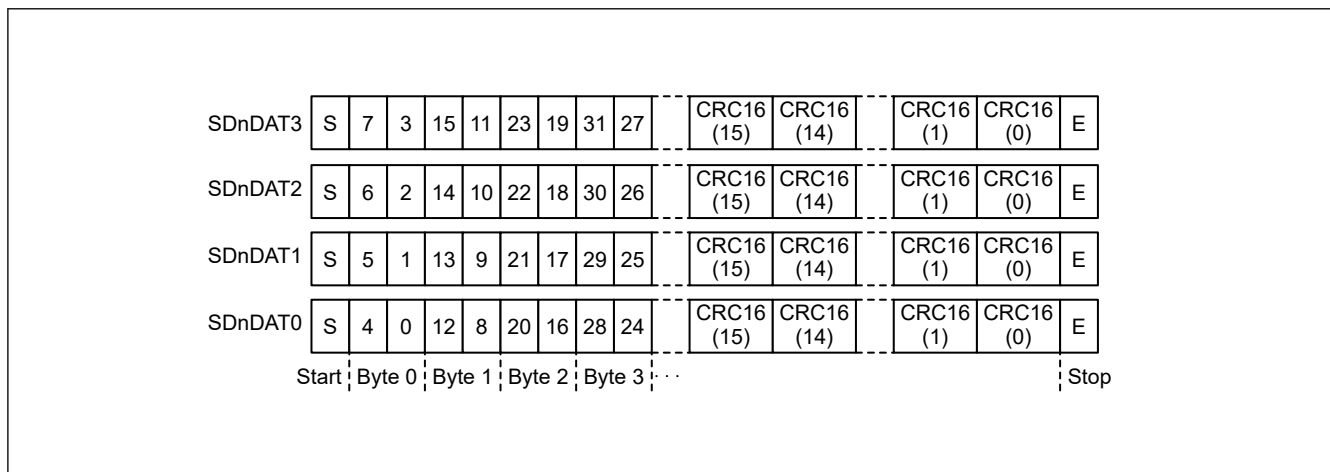 SDnDAT3 S 7 3 15 11 23 19 31 27 CRC16 (15) CRC16 (14) CRC16 (1) CRC16 (0) E
SDnDAT2 S 6 2 14 10 22 18 30 26 CRC16 (15) CRC16 (14) CRC16 (1) CRC16 (0) E
SDnDAT1 S 5 1 13 9 21 17 29 25 CRC16 (15) CRC16 (14) CRC16 (1) CRC16 (0) E
SDnDAT0 S 4 0 12 8 20 16 28 24 CRC16 (15) CRC16 (14) CRC16 (1) CRC16 (0) E
Start Byte 0 Byte 1 Byte 2 Byte 3 · · · Stop